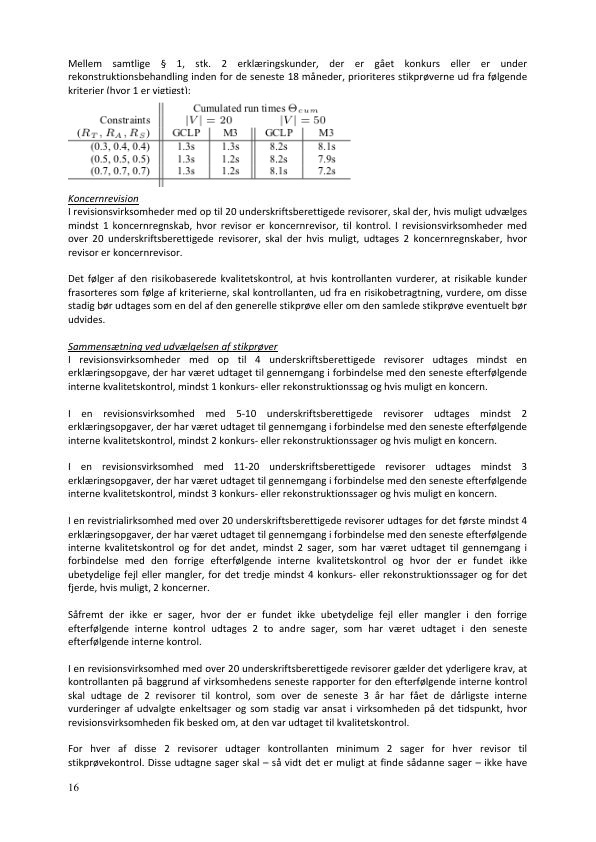 Mellem samtlige § 1, stk. 2 erklæringskunder, der er gået konkurs eller er under
rekonstruktionsbehandling inden for de seneste 18 måneder, prioriteres stikprøverne ud fra følgende
kriterier (hvor 1 er vigtigst):
Cumulated run times Θcum
Constraints |V| = 20 |V| = 50
(RT, RA, RS) GCLP M3 GCLP M3
(0.3, 0.4, 0.4) 1.3s 1.3s 8.2s 8.1s
(0.5, 0.5, 0.5) 1.3s 1.2s 8.2s 7.9s
(0.7, 0.7, 0.7) 1.3s 1.2s 8.1s 7.2s
Koncernrevision
I revisionsvirksomheder med op til 20 underskriftsberettigede revisorer, skal der, hvis muligt udvælges
mindst 1 koncernregnskab, hvor revisor er koncernrevisor, til kontrol. I revisionsvirksomheder med
over 20 underskriftsberettigede revisorer, skal der hvis muligt, udtages 2 koncernregnskaber, hvor
revisor er koncernrevisor.
Det følger af den risikobaserede kvalitetskontrol, at hvis kontrollanten vurderer, at risikable kunder
frasorteres som følge af kriterierne, skal kontrollanten, ud fra en risikobetragtning, vurdere, om disse
stadig bør udtages som en del af den generelle stikprøve eller om den samlede stikprøve eventuelt bør
udvides.
Sammensætning ved udvælgelsen af stikprøver
I revisionsvirksomheder med op til 4 underskriftsberettigede revisorer udtages mindst en
erklæringsopgave, der har været udtaget til gennemgang i forbindelse med den seneste efterfølgende
interne kvalitetskontrol, mindst 1 konkurs- eller rekonstruktionssag og hvis muligt en koncern.
I en revisionsvirksomhed med 5-10 underskriftsberettigede revisorer udtages mindst 2
erklæringsopgaver, der har været udtaget til gennemgang i forbindelse med den seneste efterfølgende
interne kvalitetskontrol, mindst 2 konkurs- eller rekonstruktionssager og hvis muligt en koncern.
I en revisionsvirksomhed med 11-20 underskriftsberettigede revisorer udtages mindst 3
erklæringsopgaver, der har været udtaget til gennemgang i forbindelse med den seneste efterfølgende
interne kvalitetskontrol, mindst 3 konkurs- eller rekonstruktionssager og hvis muligt en koncern.
I en revistrialirksomhed med over 20 underskriftsberettigede revisorer udtages for det første mindst 4
erklæringsopgaver, der har været udtaget til gennemgang i forbindelse med den seneste efterfølgende
interne kvalitetskontrol og for det andet, mindst 2 sager, som har været udtaget til gennemgang i
forbindelse med den forrige efterfølgende interne kvalitetskontrol og hvor der er fundet ikke
ubetydelige fejl eller mangler, for det tredje mindst 4 konkurs- eller rekonstruktionssager og for det
fjerde, hvis muligt, 2 koncerner.
Såfremt der ikke er sager, hvor der er fundet ikke ubetydelige fejl eller mangler i den forrige
efterfølgende interne kontrol udtages 2 to andre sager, som har været udtaget i den seneste
efterfølgende interne kontrol.
I en revisionsvirksomhed med over 20 underskriftsberettigede revisorer gælder det yderligere krav, at
kontrollanten på baggrund af virksomhedens seneste rapporter for den efterfølgende interne kontrol
skal udtage de 2 revisorer til kontrol, som over de seneste 3 år har fået de dårligste interne
vurderinger af udvalgte enkeltsager og som stadig var ansat i virksomheden på det tidspunkt, hvor
revisionsvirksomheden fik besked om, at den var udtaget til kvalitetskontrol.
For hver af disse 2 revisorer udtager kontrollanten minimum 2 sager for hver revisor til
stikprøvekontrol. Disse udtagne sager skal – så vidt det er muligt at finde sådanne sager – ikke have
16